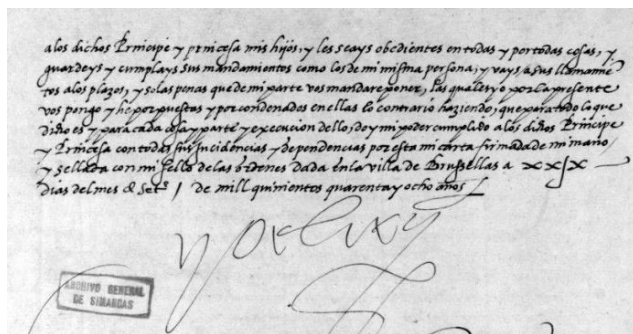 alos dichos Principe y princesa mis hijos, y les seays obedientes en todas y por todas cosas, y
guardeys y cumplays sus mandamientos como los de mi misma persona, y vays a sus llamamie
tos alos plazos, y so las penas que de mi parte vos mandare poner, las quales yo por la presente
vos pongo y he por puestos y por condenados en ellas lo contrario haziendo, que para todo lo que
dicho es y para cada cosa y parte y execucion dello, doy mi poder cumplido alos dichos Principe
y Princesa con todas sus incidencias y dependencias por esta mi carta firmada de mi mano
y sellada con mi sello de las ordenes dada en la villa de Brussellas a xxjx
dias del mes d Setº de mill quinientos quarenta y ocho años
yo el rey
ARCHIVO GENERAL
DE SIMANCAS